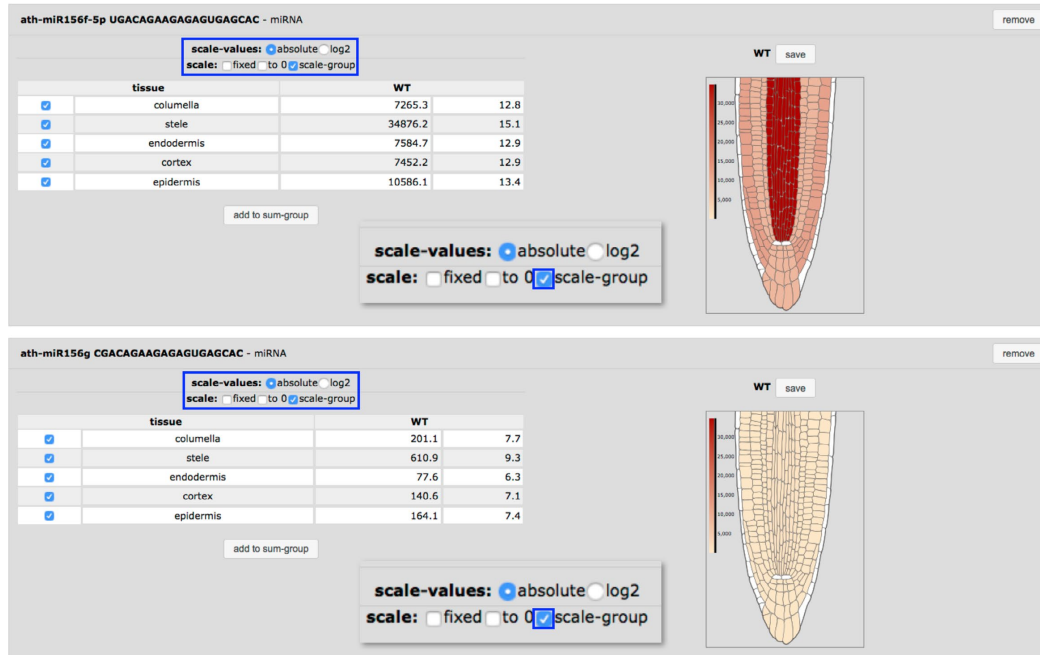 ath-miR156f-5p UGACAGAAGAGAGUGAGCAC - miRNA
remove
scale-values: absolute log2
scale: fixed to 0 scale-group
WT save
tissue WT
columella 7265.3 12.8
stele 34876.2 15.1
endodermis 7584.7 12.9
cortex 7452.2 12.9
epidermis 10586.1 13.4
add to sum-group
scale-values: absolute log2
scale: fixed to 0 scale-group
30,000
25,000
20,000
15,000
10,000
5,000
ath-miR156g CGACAGAAGAGAGUGAGCAC - miRNA
remove
scale-values: absolute log2
scale: fixed to 0 scale-group
WT save
tissue WT
columella 201.1 7.7
stele 610.9 9.3
endodermis 77.6 6.3
cortex 140.6 7.1
epidermis 164.1 7.4
add to sum-group
scale-values: absolute log2
scale: fixed to 0 scale-group
30,000
25,000
20,000
15,000
10,000
5,000